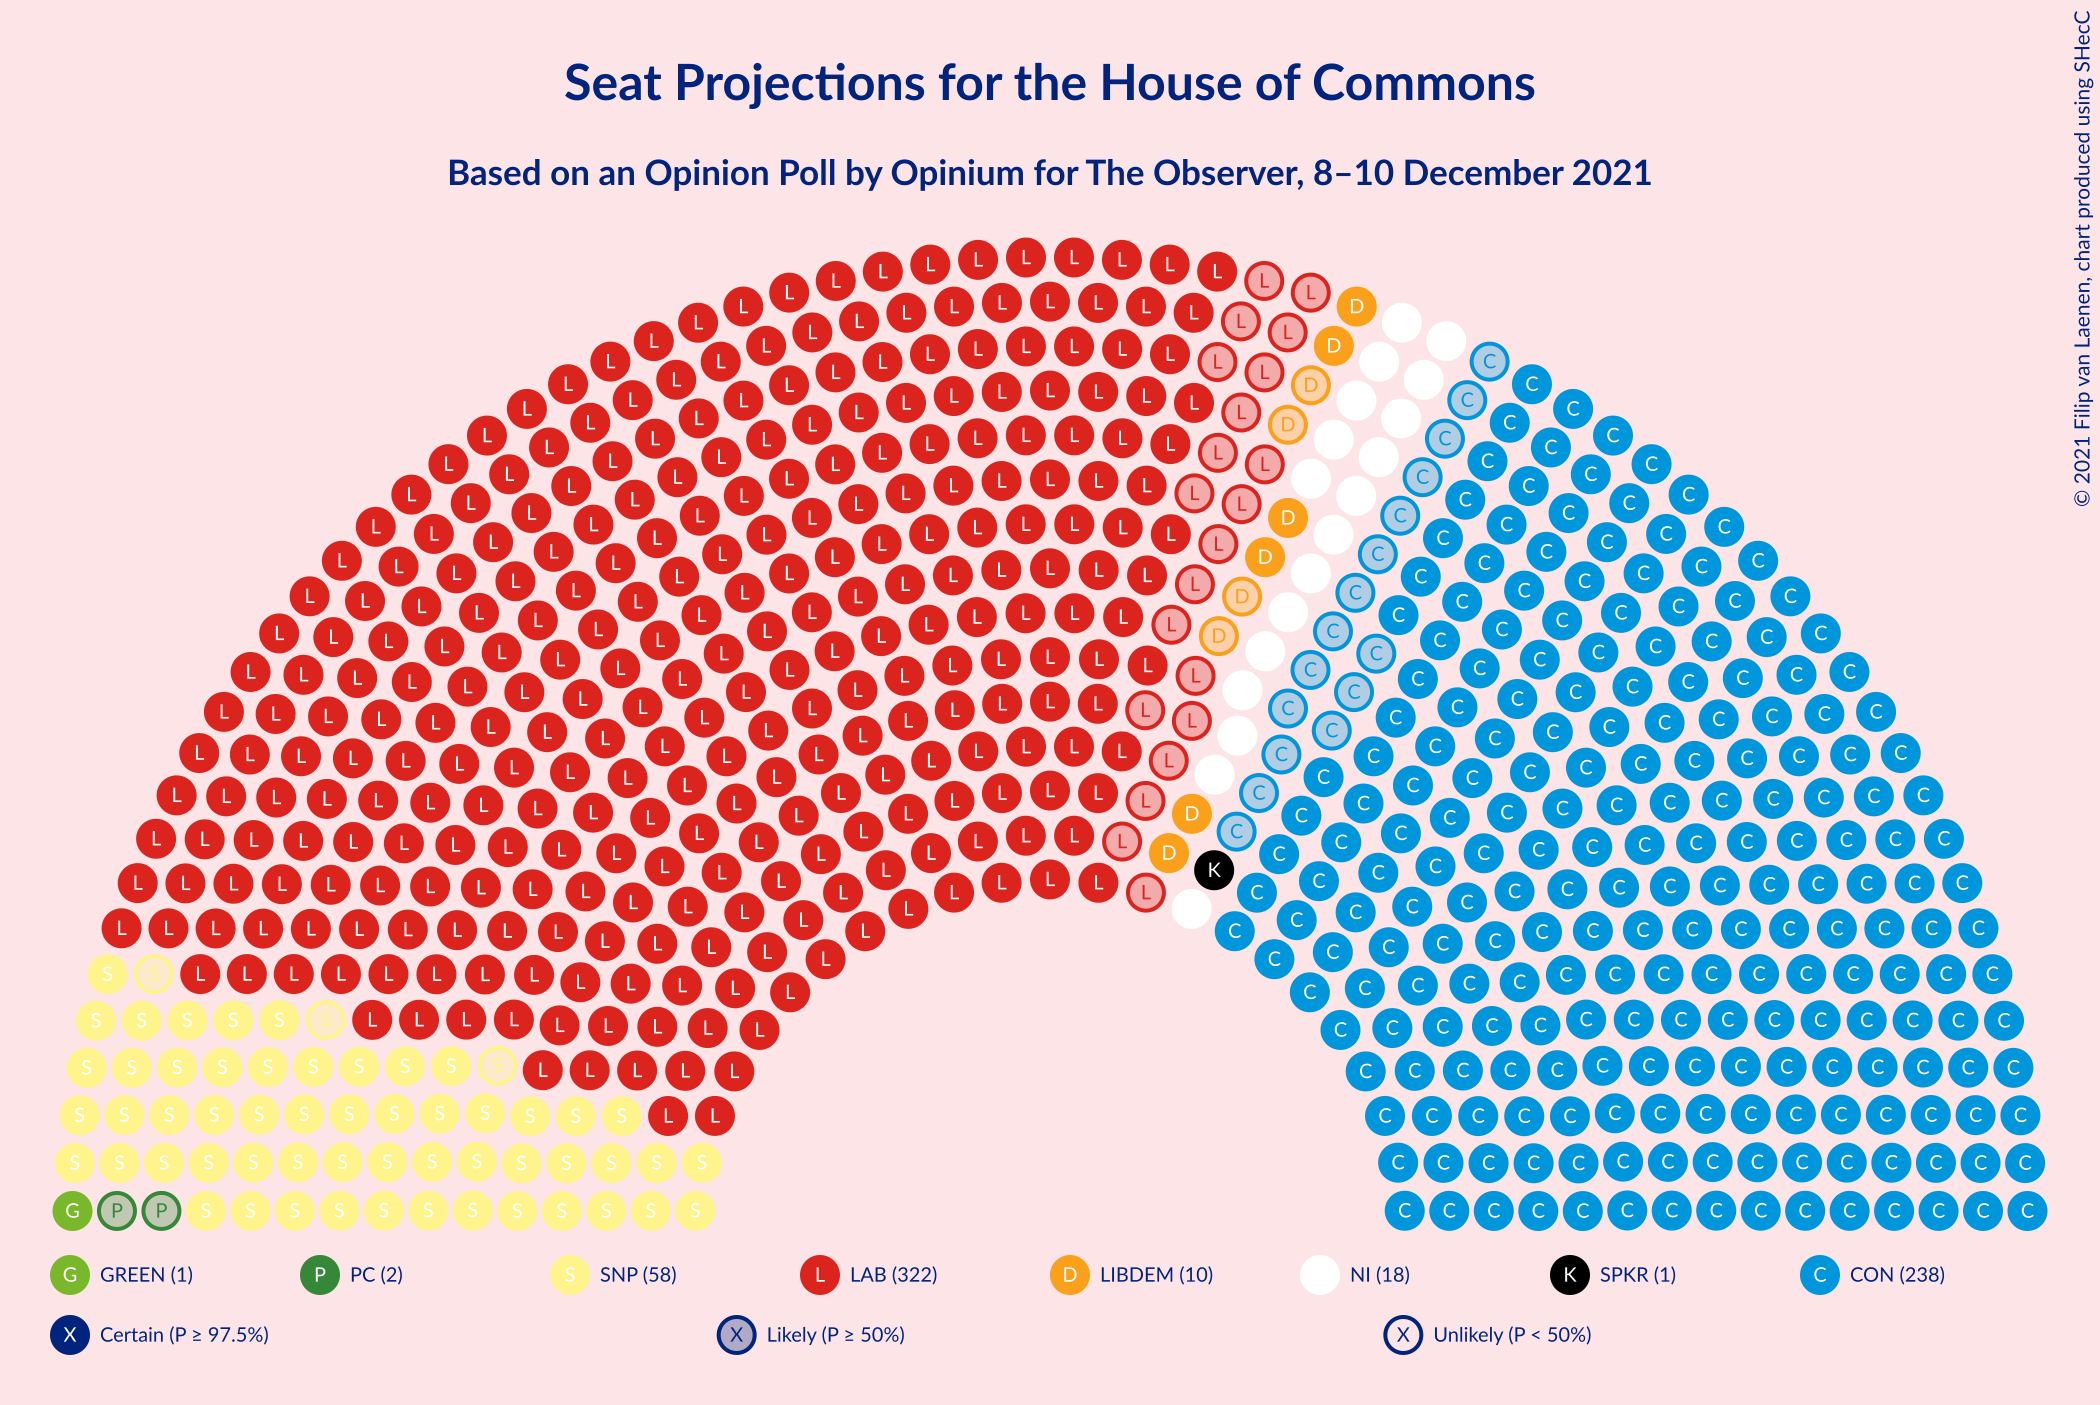 Seat Projections for the House of Commons
Based on an Opinion Poll by Opinium for The Observer, 8–10 December 2021
© 2021 Filip van Laenen, chart produced using SHecC
G GREEN (1)
P PC (2)
S SNP (58)
L LAB (322)
D LIBDEM (10)
NI (18)
K SPKR (1)
C CON (238)
X Certain (P ≥ 97.5%)
X Likely (P ≥ 50%)
X Unlikely (P < 50%)